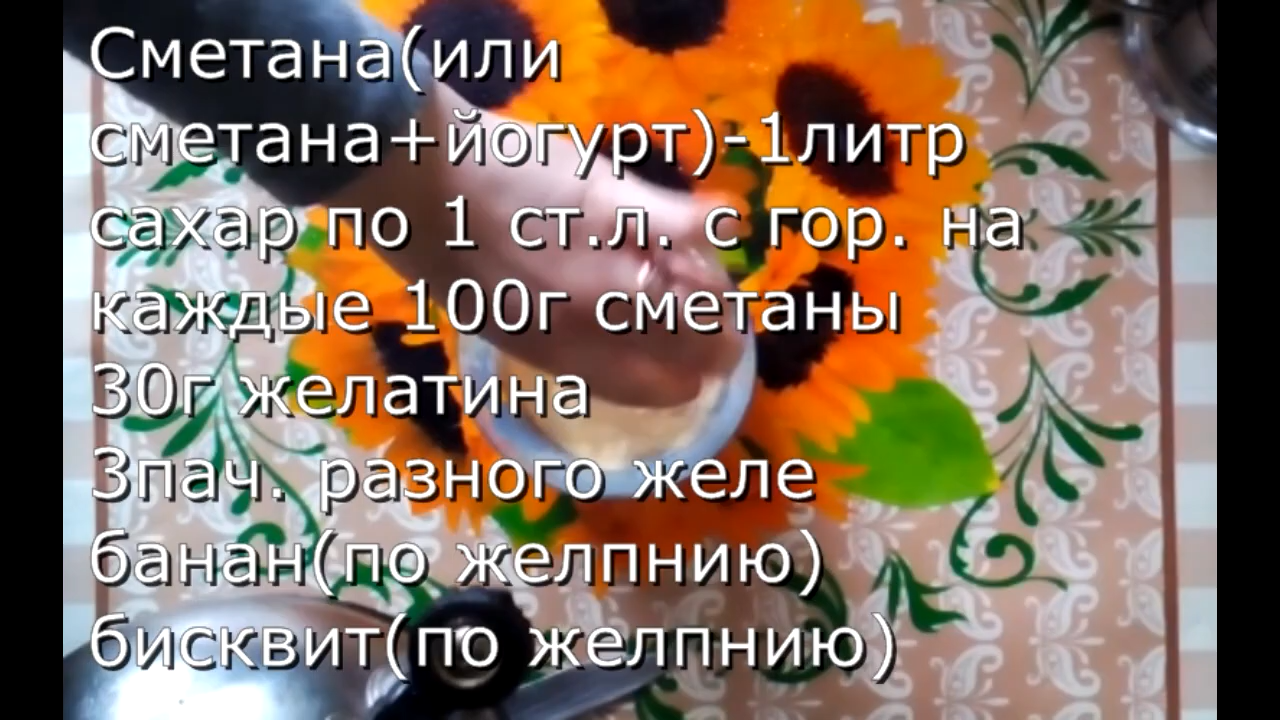 Сметана(или
сметана+йогурт)-1литр
сахар по 1 ст.л. с гор. на
каждые 100г сметаны
30г желатина
3пач. разного желе
банан(по желпнию)
бисквит(по желпнию)